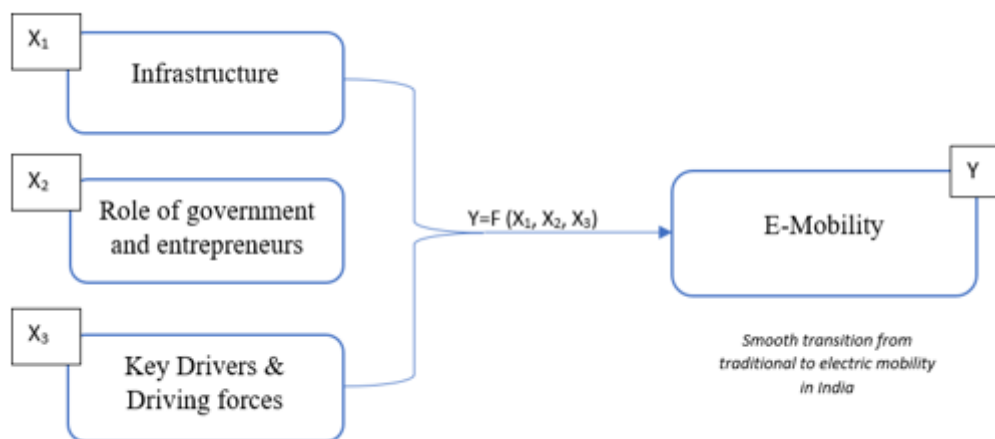 X₁
Infrastructure
X₂
Role of government
and entrepreneurs
X₃
Key Drivers &
Driving forces
Y=F (X₁, X₂, X₃)
Y
E-Mobility
Smooth transition from
traditional to electric mobility
in India